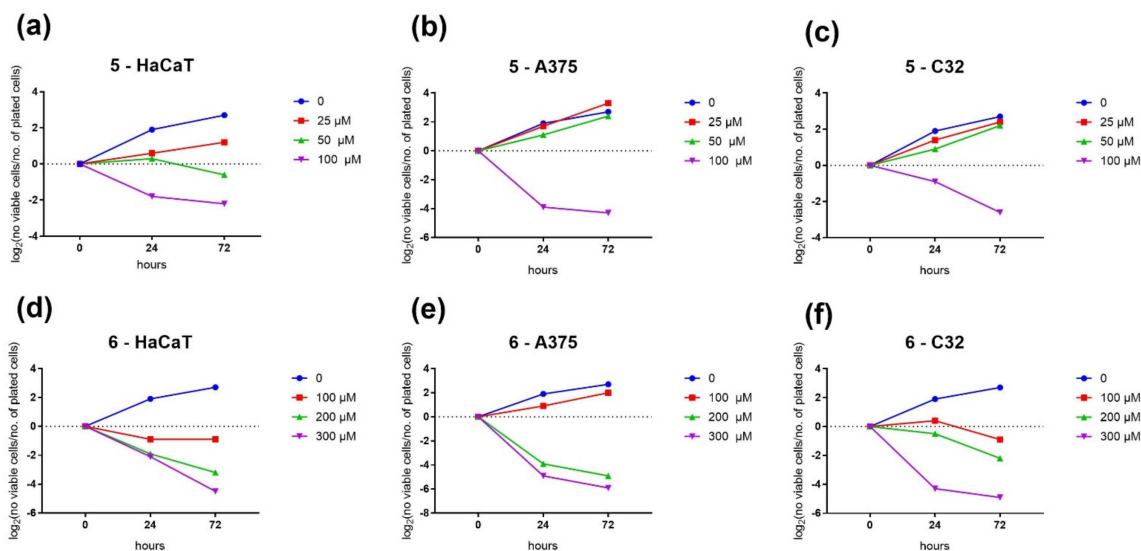 (a)
5 - HaCaT
log₂(no viable cells/no. of plated cells)
4
2
0
-2
-4
0
24
72
hours
0
25 µM
50 µM
100 µM
(b)
5 - A375
log₂(no viable cells/no. of plated cells)
4
2
0
-2
-4
-6
0
24
72
hours
0
25 µM
50 µM
100 µM
(c)
5 - C32
log₂(no viable cells/no. of plated cells)
4
2
0
-2
-4
0
24
72
hours
0
25 µM
50 µM
100 µM
(d)
6 - HaCaT
log₂(no viable cells/no. of plated cells)
4
2
0
-2
-4
-6
0
24
72
hours
0
100 µM
200 µM
300 µM
(e)
6 - A375
log₂(no viable cells/no. of plated cells)
4
2
0
-2
-4
-6
-8
0
24
72
hours
0
100 µM
200 µM
300 µM
(f)
6 - C32
log₂(no viable cells/no. of plated cells)
4
2
0
-2
-4
-6
0
24
72
hours
0
100 µM
200 µM
300 µM